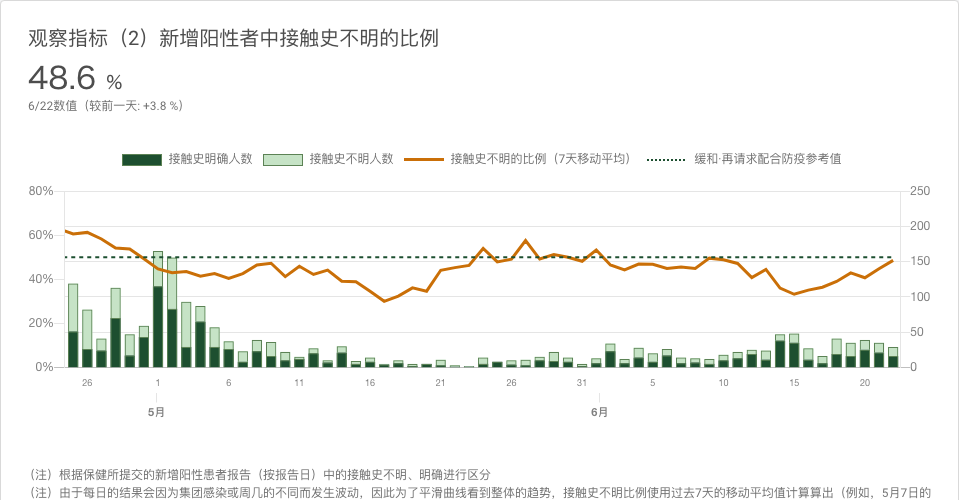 观察指标（2）新增阳性者中接触史不明的比例
48.6 %
6/22数值（较前一天: +3.8 %）
接触史明确人数 接触史不明人数 接触史不明的比例（7天移动平均） 缓和·再请求配合防疫参考值
80% 250
200
60%
150
40%
100
20%
50
0% 0
26 1 6 11 16 21 26 31 5 10 15 20
5月 6月
（注）根据保健所提交的新增阳性患者报告（按报告日）中的接触史不明、明确进行区分
（注）由于每日的结果会因为集团感染或周几的不同而发生波动，因此为了平滑曲线看到整体的趋势，接触史不明比例使用过去7天的移动平均值计算算出（例如，5月7日的